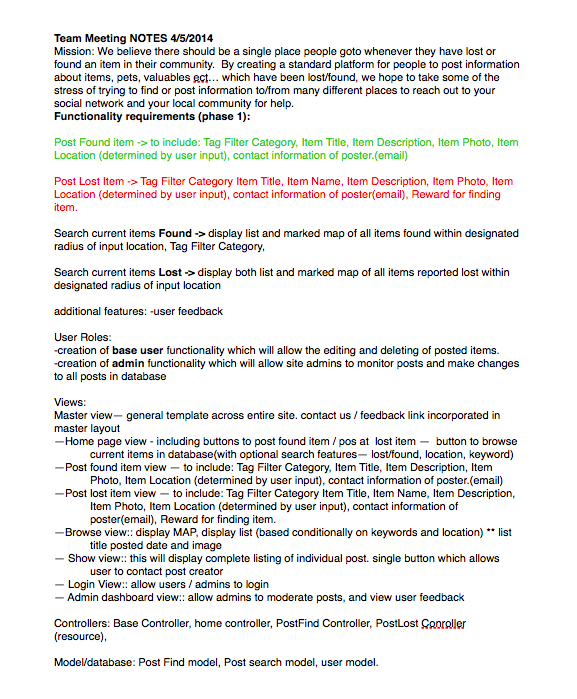 Team Meeting NOTES 4/5/2014
Mission: We believe there should be a single place people goto whenever they have lost or
found an item in their community.  By creating a standard platform for people to post information
about items, pets, valuables ect... which have been lost/found, we hope to take some of the
stress of trying to find or post information to/from many different places to reach out to your
social network and your local community for help.
Functionality requirements (phase 1):
Post Found item -> to include: Tag Filter Category, Item Title, Item Description, Item Photo, Item
Location (determined by user input), contact information of poster.(email)
Post Lost Item -> Tag Filter Category Item Title, Item Name, Item Description, Item Photo, Item
Location (determined by user input), contact information of poster(email), Reward for finding
item.
Search current items Found -> display list and marked map of all items found within designated
radius of input location, Tag Filter Category,
Search current items Lost -> display both list and marked map of all items reported lost within
designated radius of input location
additional features: -user feedback
User Roles:
-creation of base user functionality which will allow the editing and deleting of posted items.
-creation of admin functionality which will allow site admins to monitor posts and make changes
to all posts in database
Views:
Master view— general template across entire site. contact us / feedback link incorporated in
master layout
—Home page view - including buttons to post found item / pos at  lost item —  button to browse
current items in database(with optional search features— lost/found, location, keyword)
—Post found item view — to include: Tag Filter Category, Item Title, Item Description, Item
Photo, Item Location (determined by user input), contact information of poster.(email)
—Post lost item view — to include: Tag Filter Category Item Title, Item Name, Item Description,
Item Photo, Item Location (determined by user input), contact information of
poster(email), Reward for finding item.
—Browse view:: display MAP, display list (based conditionally on keywords and location) ** list
title posted date and image
— Show view:: this will display complete listing of individual post. single button which allows
user to contact post creator
— Login View:: allow users / admins to login
— Admin dashboard view:: allow admins to moderate posts, and view user feedback
Controllers: Base Controller, home controller, PostFind Controller, PostLost Conroller
(resource),
Model/database: Post Find model, Post search model, user model.